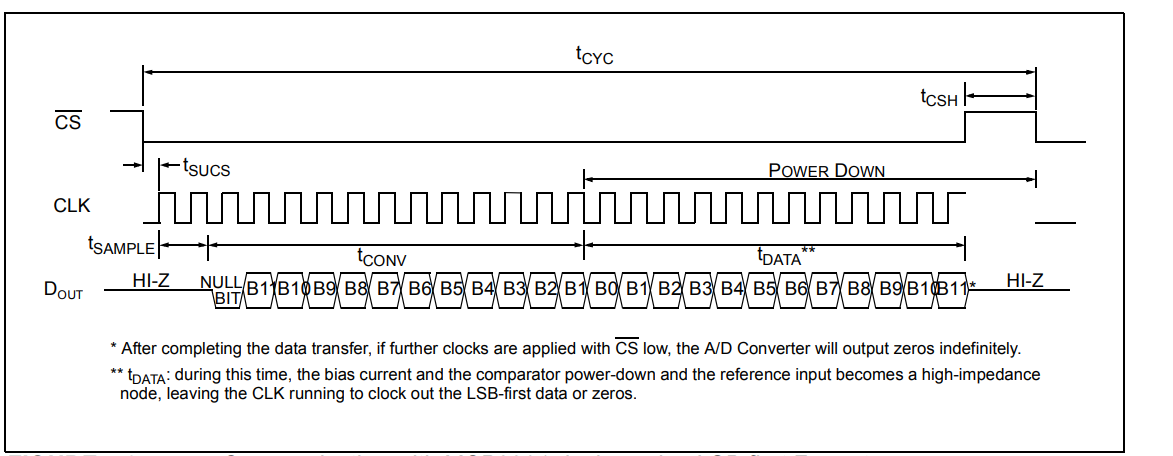 tCYC
tCSH
CS
tSUCS
POWER DOWN
CLK
tSAMPLE
tCONV
tDATA**
DOUT
HI-Z
NULL BIT
B11 B10 B9 B8 B7 B6 B5 B4 B3 B2 B1 B0 B1 B2 B3 B4 B5 B6 B7 B8 B9 B10 B11 *
HI-Z
* After completing the data transfer, if further clocks are applied with CS low, the A/D Converter will output zeros indefinitely.
** tDATA: during this time, the bias current and the comparator power-down and the reference input becomes a high-impedance
node, leaving the CLK running to clock out the LSB-first data or zeros.